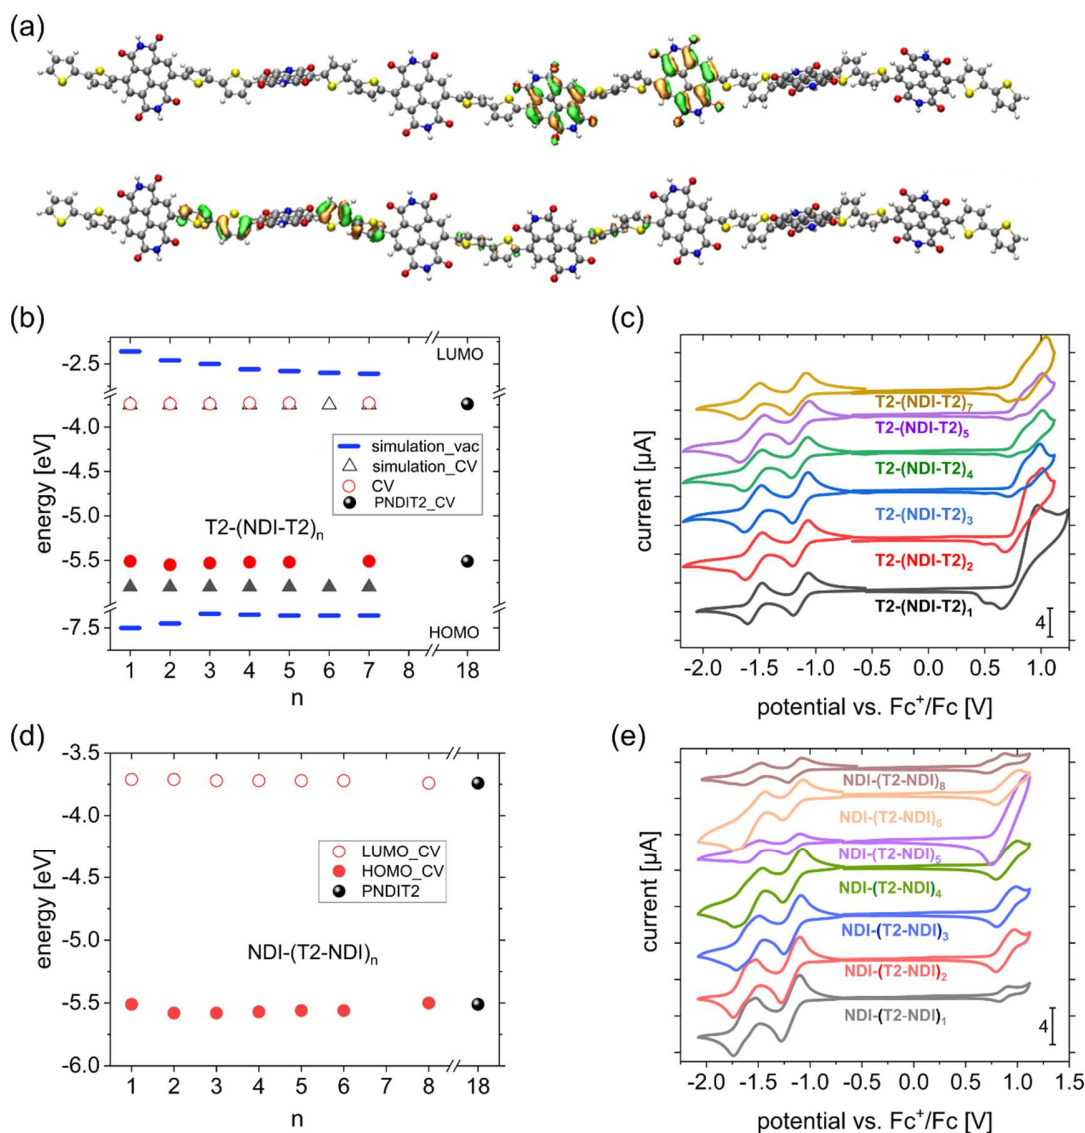 (a)
(b)
LUMO
-2.5
-4.0
-5.5
-7.5
energy [eV]
simulation_vac
simulation_CV
CV
PNDIT2_CV
T2-(NDI-T2)n
HOMO
1 2 3 4 5 6 7 8 18
n
(c)
current [µA]
T2-(NDI-T2)7
T2-(NDI-T2)5
T2-(NDI-T2)4
T2-(NDI-T2)3
T2-(NDI-T2)2
T2-(NDI-T2)1
4
-2.0 -1.5 -1.0 -0.5 0.0 0.5 1.0
potential vs. Fc+/Fc [V]
(d)
-3.5
-4.0
-4.5
-5.0
-5.5
-6.0
energy [eV]
LUMO_CV
HOMO_CV
PNDIT2
NDI-(T2-NDI)n
1 2 3 4 5 6 7 8 18
n
(e)
current [µA]
NDI-(T2-NDI)8
NDI-(T2-NDI)6
NDI-(T2-NDI)5
NDI-(T2-NDI)4
NDI-(T2-NDI)3
NDI-(T2-NDI)2
NDI-(T2-NDI)1
4
-2.0 -1.5 -1.0 -0.5 0.0 0.5 1.0 1.5
potential vs. Fc+/Fc [V]